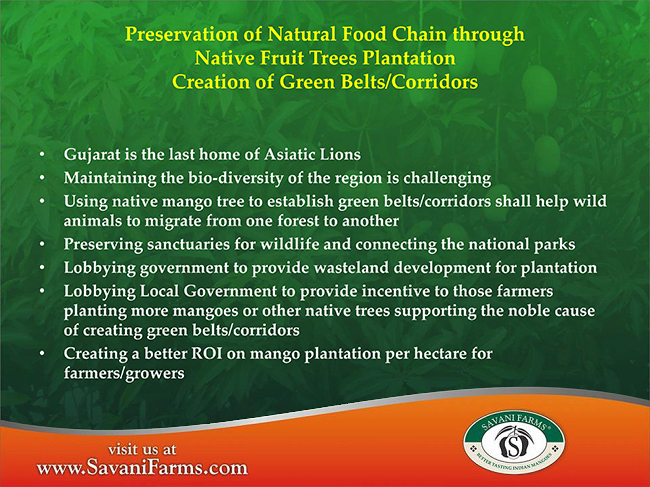 Preservation of Natural Food Chain through
Native Fruit Trees Plantation
Creation of Green Belts/Corridors
• Gujarat is the last home of Asiatic Lions
• Maintaining the bio-diversity of the region is challenging
• Using native mango tree to establish green belts/corridors shall help wild
animals to migrate from one forest to another
• Preserving sanctuaries for wildlife and connecting the national parks
• Lobbying government to provide wasteland development for plantation
• Lobbying Local Government to provide incentive to those farmers
planting more mangoes or other native trees supporting the noble cause
of creating green belts/corridors
• Creating a better ROI on mango plantation per hectare for
farmers/growers
visit us at
www.SavaniFarms.com
SAVANI FARMS®
S
BETTER TASTING INDIAN MANGOES